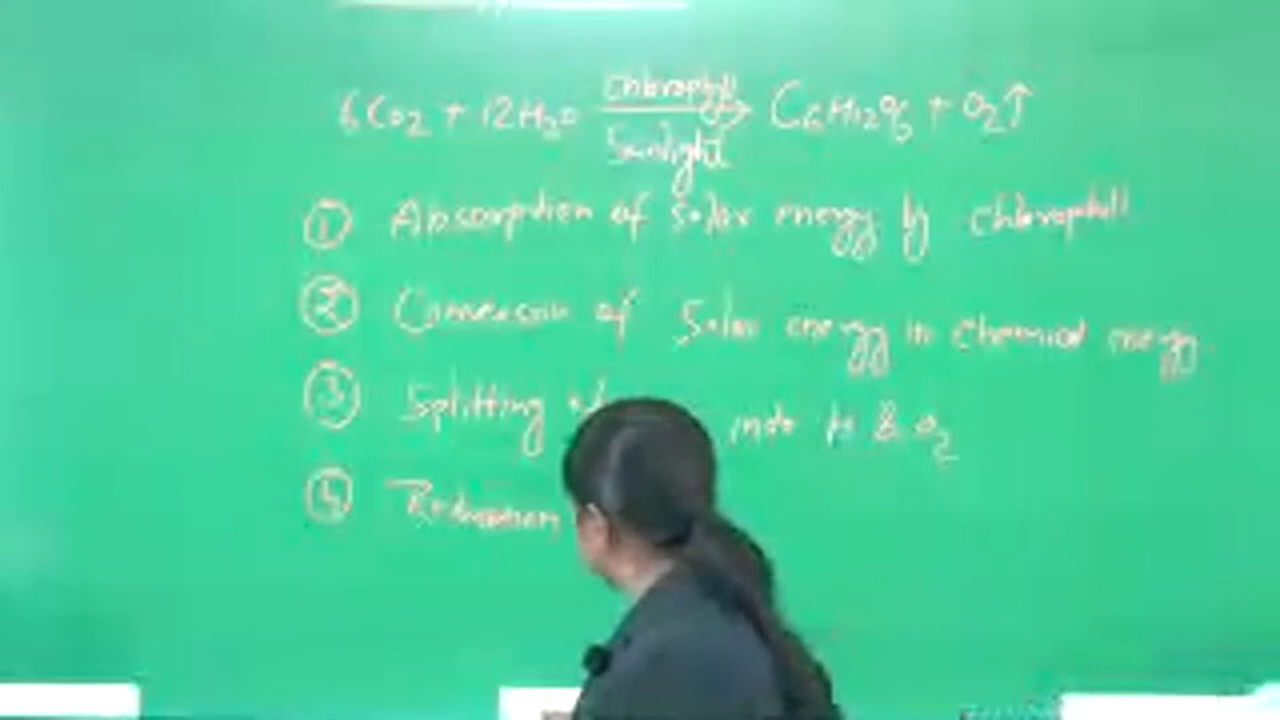 6CO2 + 12H2O Chlorophyll Sunlight → C6H12O6 + O2↑
① Absorption of solar energy by chlorophyll
② Conversion of Solar energy in chemical energy
③ Splitting of into H & O2
④ Reduction